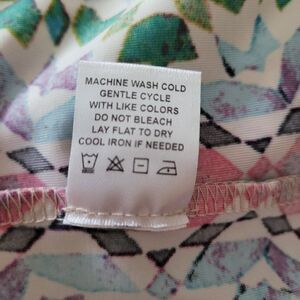 MACHINE WASH COLD
GENTLE CYCLE
WITH LIKE COLORS
DO NOT BLEACH
LAY FLAT TO DRY
COOL IRON IF NEEDED